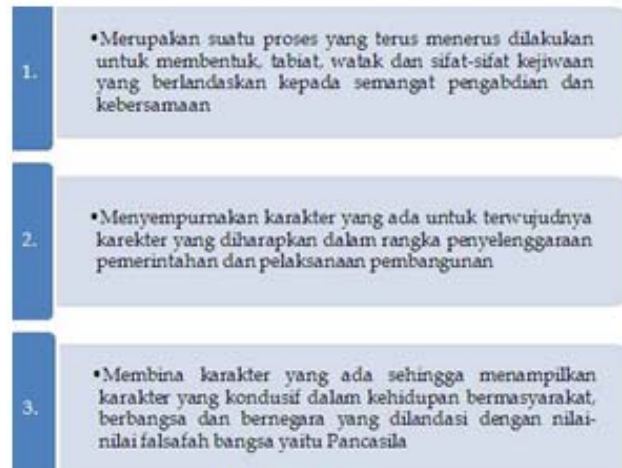 1.
•Merupakan suatu proses yang terus menerus dilakukan
untuk membentuk, tabiat, watak dan sifat-sifat kejiwaan
yang berlandaskan kepada semangat pengabdian dan
kebersamaan
2.
•Menyempurnakan karakter yang ada untuk terwujudnya
karekter yang diharapkan dalam rangka penyelenggaraan
pemerintahan dan pelaksanaan pembangunan
3.
•Membina karakter yang ada sehingga menampilkan
karakter yang kondusif dalam kehidupan bermasyarakat,
berbangsa dan bernegara yang dilandasi dengan nilai-
nilai falsafah bangsa yaitu Pancasila